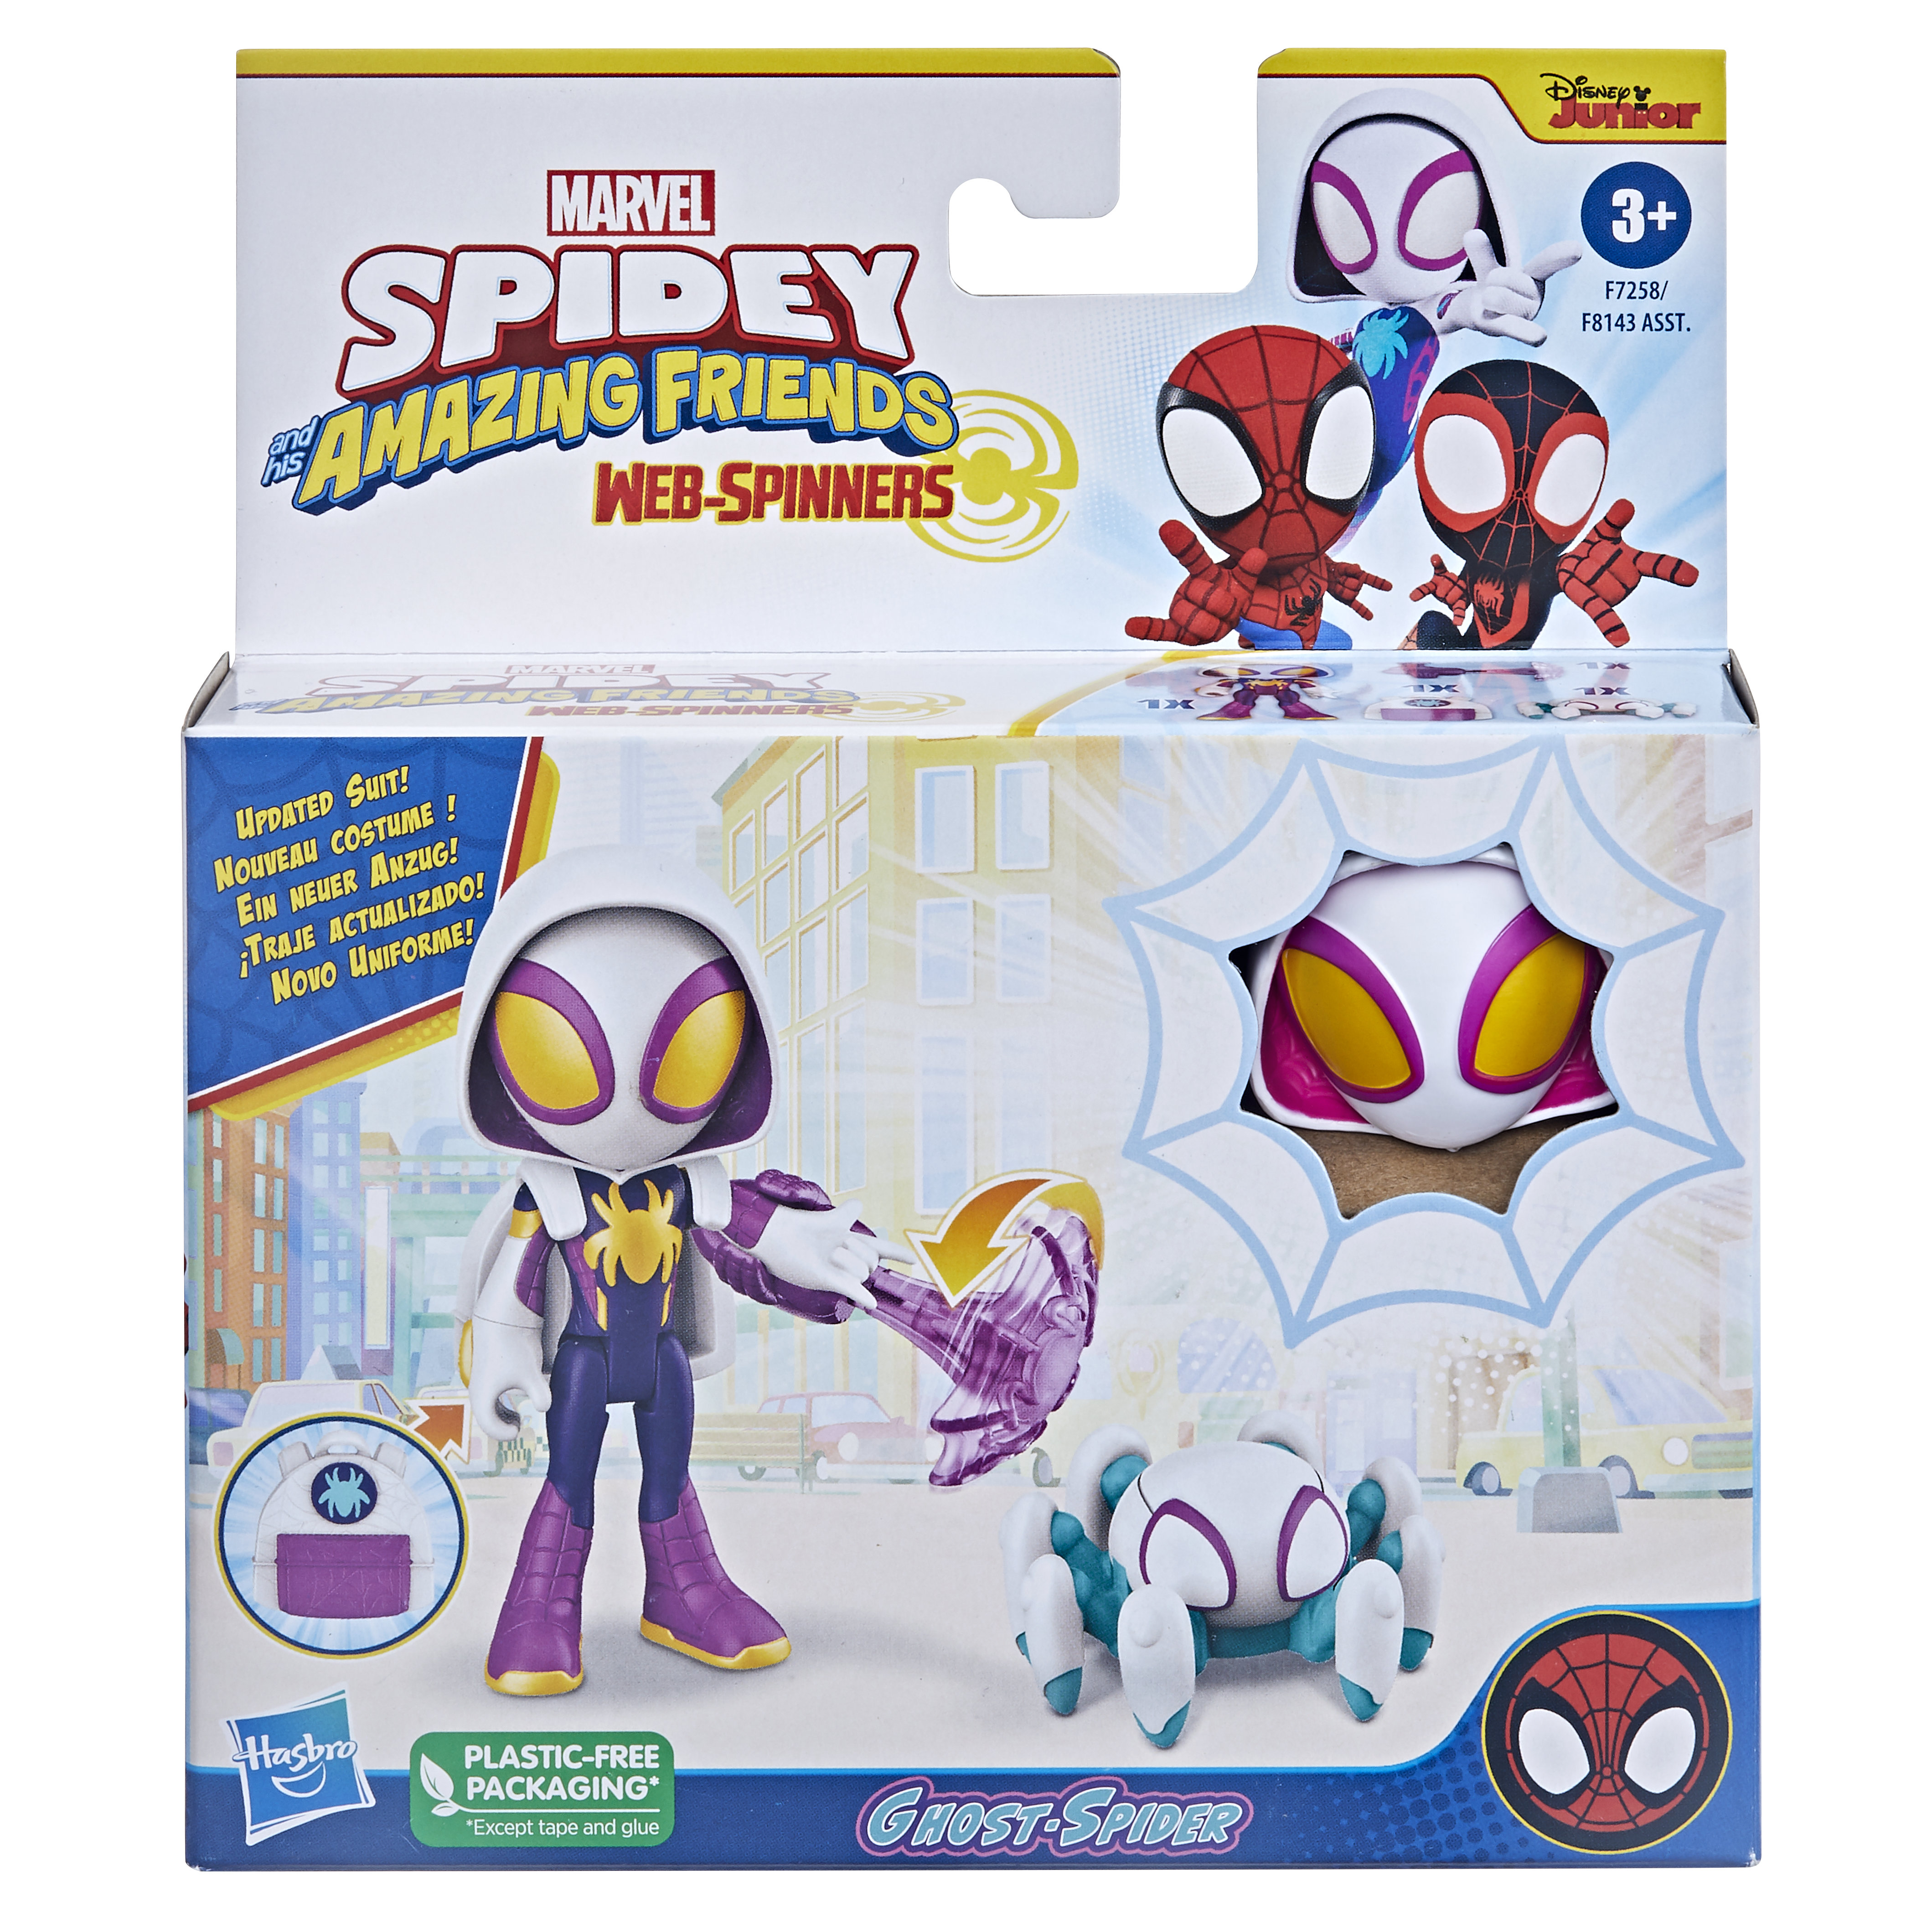 Disney
Junior
3+
F7258/
F8143 ASST.
MARVEL
SPIDEY
and his AMAZING FRIENDS
WEB-SPINNERS
MARVEL
SPIDEY
AMAZING FRIENDS
WEB-SPINNERS
1X
1X
1X
1X
UPDATED SUIT!
NOUVEAU COSTUME !
EIN NEUER ANZUG!
¡TRAJE ACTUALIZADO!
NOVO UNIFORME!
Hasbro
PLASTIC-FREE
PACKAGING*
*Except tape and glue
GHOST-SPIDER